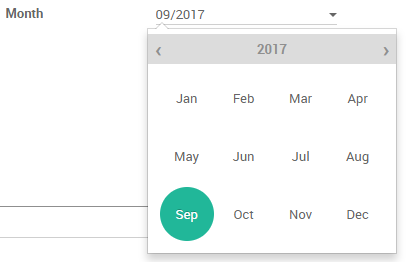 Month 09/2017
‹ 2017 ›
Jan Feb Mar Apr
May Jun Jul Aug
Sep Oct Nov Dec